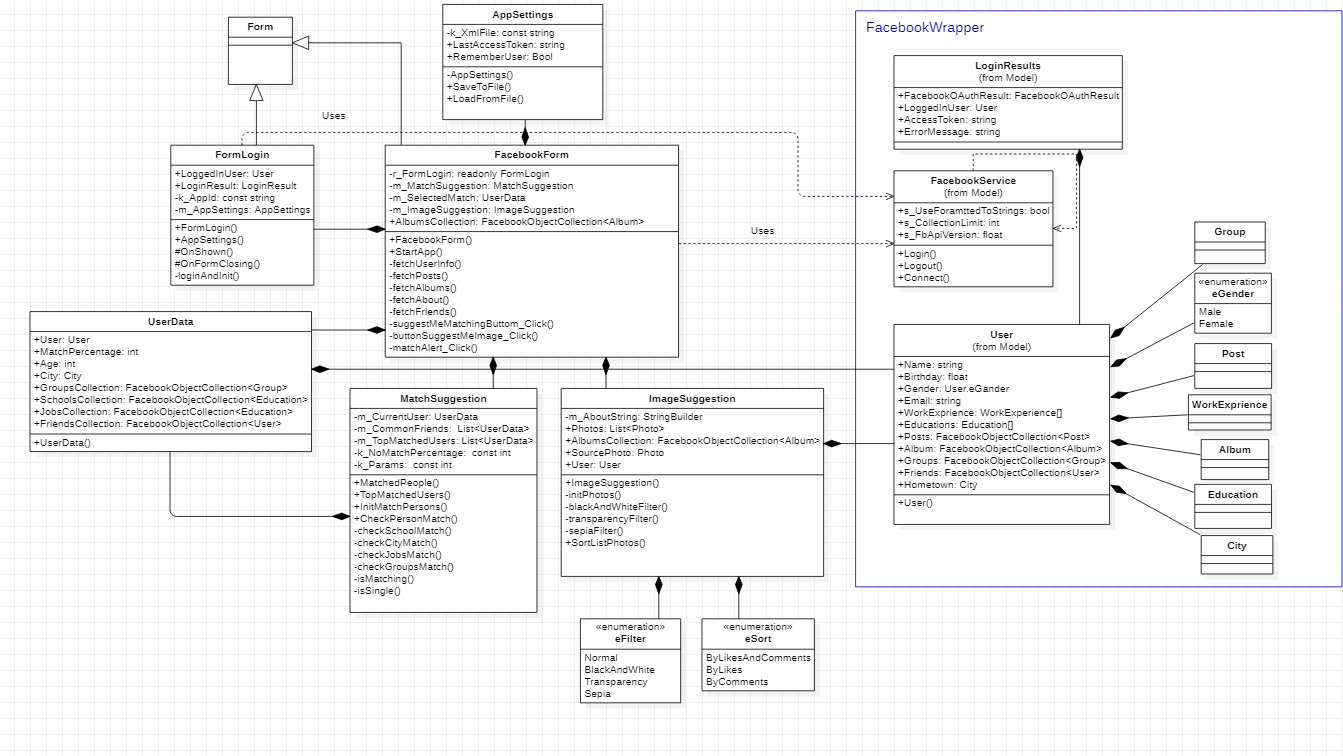 Form
AppSettings
-k_XmlFile: const string
+LastAccessToken: string
+RememberUser: Bool
-AppSettings()
+SaveToFile()
+LoadFromFile()
FacebookWrapper
LoginResults
(from Model)
+FacebookOAuthResult: FacebookOAuthResult
+LoggedInUser: User
+AccessToken: string
+ErrorMessage: string
Uses
FormLogin
+LoggedInUser: User
+LoginResult: LoginResult
-k_AppId: const string
-m_AppSettings: AppSettings
+FormLogin()
+AppSettings()
#OnShown()
#OnFormClosing()
-loginAndInit()
FacebookForm
-r_FormLogin: readonly FormLogin
-m_MatchSuggestion: MatchSuggestion
-m_SelectedMatch: UserData
-m_ImageSuggestion: ImageSuggestion
+AlbumsCollection: FacebookObjectCollection<Album>
+FacebookForm()
+StartApp()
-fetchUserInfo()
-fetchPosts()
-fetchAlbums()
-fetchAbout()
-fetchFriends()
-suggestMeMatchingButtom_Click()
-buttonSuggestMeImage_Click()
-matchAlert_Click()
Uses
FacebookService
(from Model)
+s_UseForamttedToStrings: bool
+s_CollectionLimit: int
+s_FbApiVersion: float
+Login()
+Logout()
+Connect()
Group
«enumeration»
eGender
Male
Female
Post
WorkExprience
Album
Education
City
User
(from Model)
+Name: string
+Birthday: float
+Gender: User.eGander
+Email: string
+WorkExprience: WorkExperience[]
+Educations: Education[]
+Posts: FacebookObjectCollection<Post>
+Album: FacebookObjectCollection<Album>
+Groups: FacebookObjectCollection<Group>
+Friends: FacebookObjectCollection<User>
+Hometown: City
+User()
UserData
+User: User
+MatchPercentage: int
+Age: int
+City: City
+GroupsCollection: FacebookObjectCollection<Group>
+SchoolsCollection: FacebookObjectCollection<Education>
+JobsCollection: FacebookObjectCollection<Education>
+FriendsCollection: FacebookObjectCollection<User>
+UserData()
MatchSuggestion
-m_CurrentUser: UserData
-m_CommonFriends: List<UserData>
-m_TopMatchedUsers: List<UserData>
-k_NoMatchPercentage: const int
-k_Params: const int
+MatchedPeople()
+TopMatchedUsers()
+InitMatchPersons()
+CheckPersonMatch()
-checkSchoolMatch()
-checkCityMatch()
-checkJobsMatch()
-checkGroupsMatch()
-isMatching()
-isSingle()
ImageSuggestion
-m_AboutString: StringBuilder
+Photos: List<Photo>
+AlbumsCollection: FacebookObjectCollection<Album>
+SourcePhoto: Photo
+User: User
+ImageSuggestion()
-initPhotos()
-blackAndWhiteFilter()
-transparencyFilter()
-sepiaFilter()
+SortListPhotos()
«enumeration»
eFilter
Normal
BlackAndWhite
Transparency
Sepia
«enumeration»
eSort
ByLikesAndComments
ByLikes
ByComments